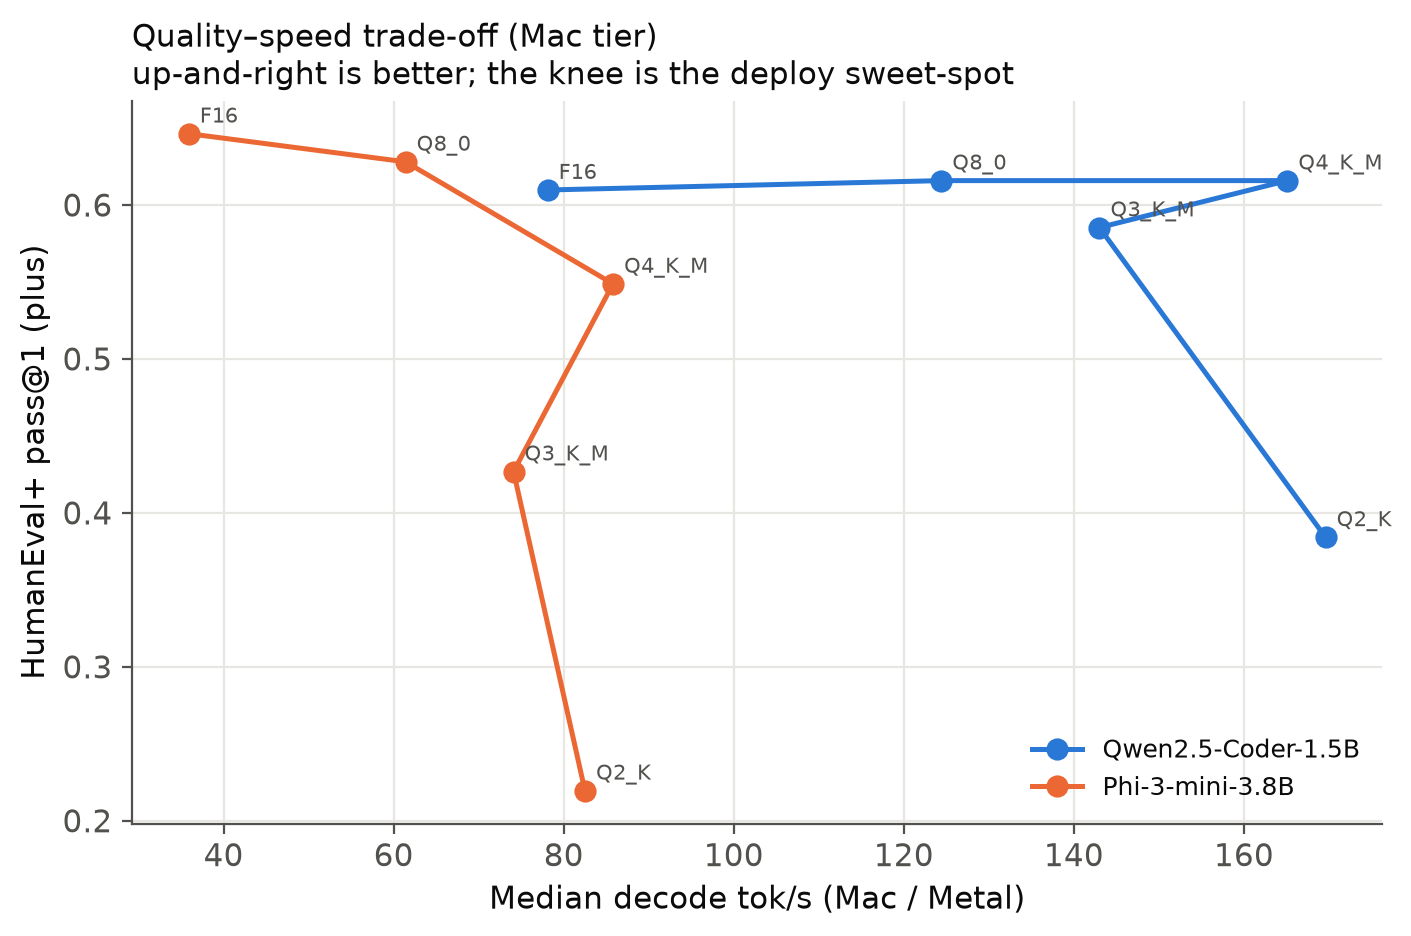 Quality–speed trade-off (Mac tier)
up-and-right is better; the knee is the deploy sweet-spot
HumanEval+ pass@1 (plus)
0.6
0.5
0.4
0.3
0.2
F16
Q8_0
Q4_K_M
Q3_K_M
Q2_K
F16
Q8_0
Q4_K_M
Q3_K_M
Q2_K
Qwen2.5-Coder-1.5B
Phi-3-mini-3.8B
40 60 80 100 120 140 160
Median decode tok/s (Mac / Metal)